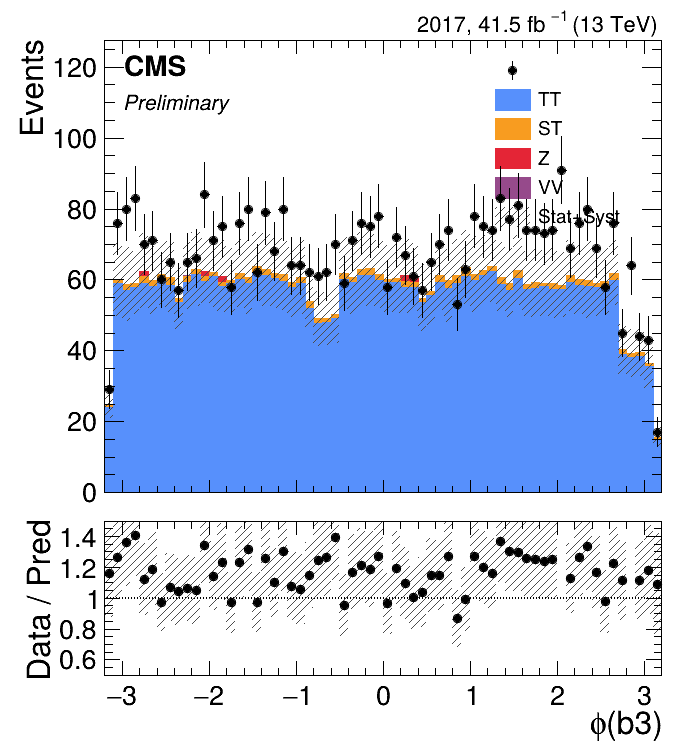 2017, 41.5 fb⁻¹ (13 TeV)
Events
120
100
80
60
40
20
0
CMS
Preliminary
TT
ST
Z
VV
Stat+Syst
Data / Pred
1.4
1.2
1
0.8
0.6
−3 −2 −1 0 1 2 3
ϕ(b3)